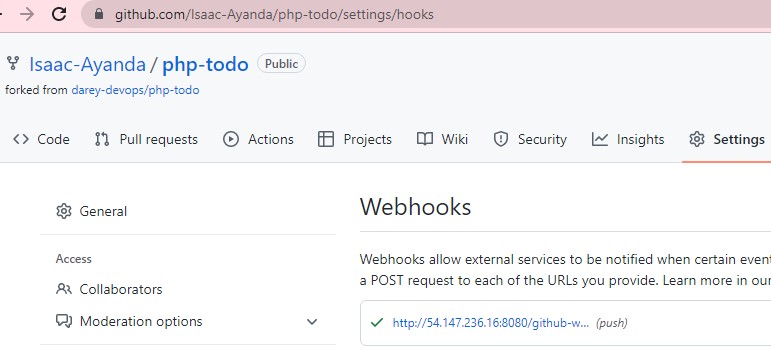 github.com/Isaac-Ayanda/php-todo/settings/hooks
Isaac-Ayanda / php-todo Public
forked from darey-devops/php-todo
Code Pull requests Actions Projects Wiki Security Insights Settings
General
Access
Collaborators
Moderation options
Webhooks
Webhooks allow external services to be notified when certain even
a POST request to each of the URLs you provide. Learn more in ou
http://54.147.236.16:8080/github-w... (push)